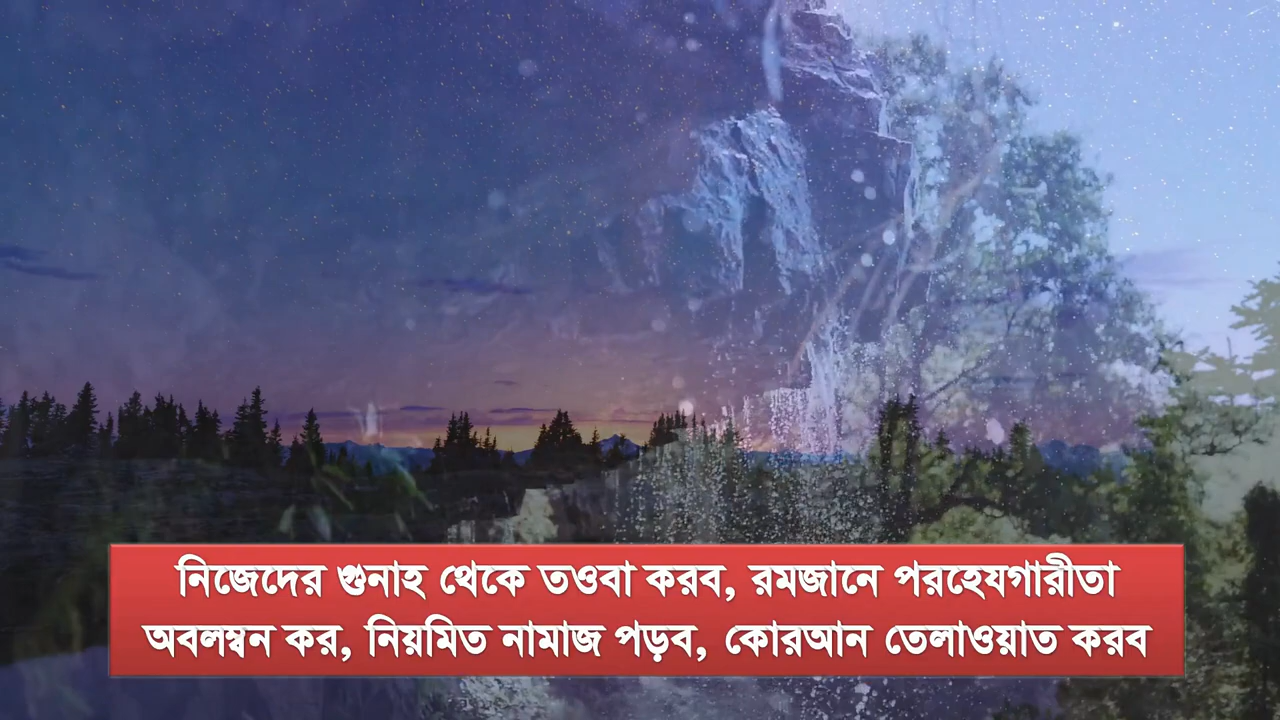 নিজেদের গুনাহ থেকে তওবা করব, রমজানে পরহেযগারীতা
অবলম্বন কর, নিয়মিত নামাজ পড়ব, কোরআন তেলাওয়াত করব